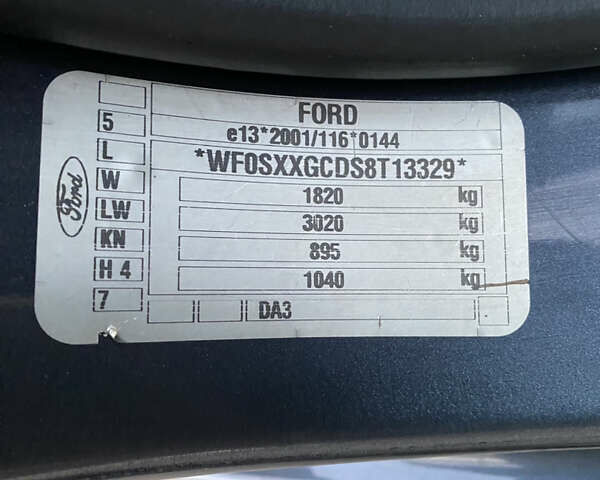 Ford
5
L
W
LW
KN
H 4
7
FORD
e13*2001/116*0144
*WF0SXXGCDS8T13329*
1820 kg
3020 kg
895 kg
1040 kg
DA3